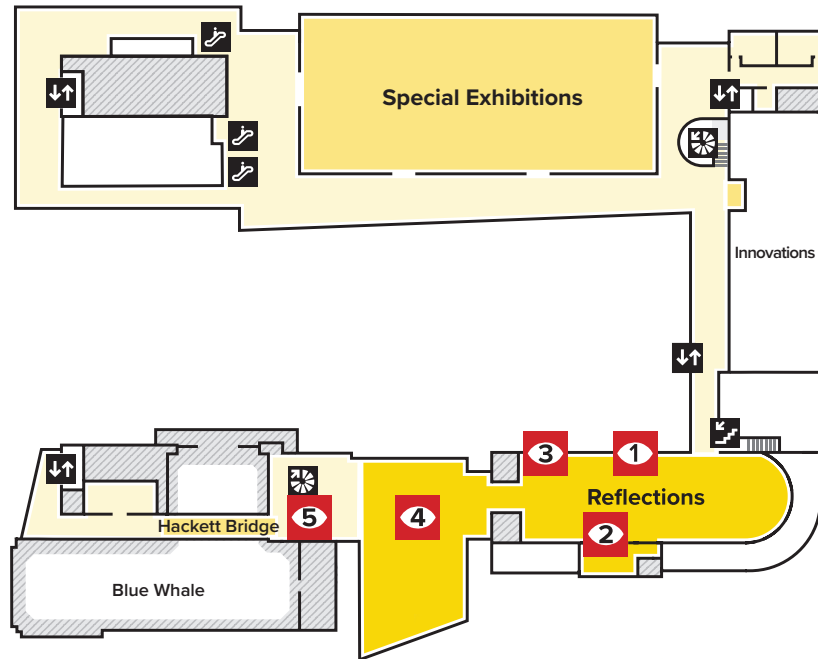 Special Exhibitions
Innovations
3
1
Reflections
5
4
2
Hackett Bridge
Blue Whale